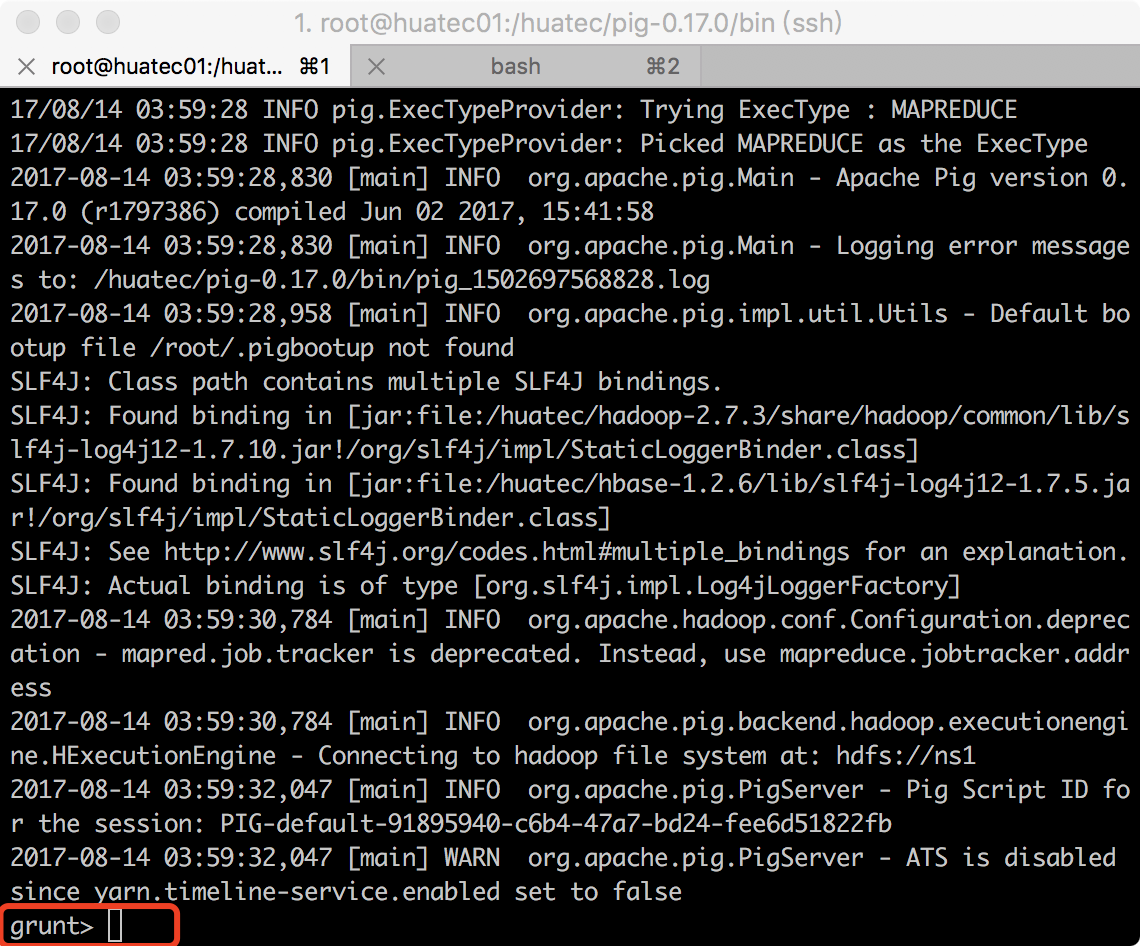 1. root@huatec01:/huatec/pig-0.17.0/bin (ssh)
root@huatec01:/huat... ⌘1 bash ⌘2
17/08/14 03:59:28 INFO pig.ExecTypeProvider: Trying ExecType : MAPREDUCE
17/08/14 03:59:28 INFO pig.ExecTypeProvider: Picked MAPREDUCE as the ExecType
2017-08-14 03:59:28,830 [main] INFO  org.apache.pig.Main - Apache Pig version 0.
17.0 (r1797386) compiled Jun 02 2017, 15:41:58
2017-08-14 03:59:28,830 [main] INFO  org.apache.pig.Main - Logging error message
s to: /huatec/pig-0.17.0/bin/pig_1502697568828.log
2017-08-14 03:59:28,958 [main] INFO  org.apache.pig.impl.util.Utils - Default bo
otup file /root/.pigbootup not found
SLF4J: Class path contains multiple SLF4J bindings.
SLF4J: Found binding in [jar:file:/huatec/hadoop-2.7.3/share/hadoop/common/lib/s
lf4j-log4j12-1.7.10.jar!/org/slf4j/impl/StaticLoggerBinder.class]
SLF4J: Found binding in [jar:file:/huatec/hbase-1.2.6/lib/slf4j-log4j12-1.7.5.ja
r!/org/slf4j/impl/StaticLoggerBinder.class]
SLF4J: See http://www.slf4j.org/codes.html#multiple_bindings for an explanation.
SLF4J: Actual binding is of type [org.slf4j.impl.Log4jLoggerFactory]
2017-08-14 03:59:30,784 [main] INFO  org.apache.hadoop.conf.Configuration.deprec
ation - mapred.job.tracker is deprecated. Instead, use mapreduce.jobtracker.addr
ess
2017-08-14 03:59:30,784 [main] INFO  org.apache.pig.backend.hadoop.executionengi
ne.HExecutionEngine - Connecting to hadoop file system at: hdfs://ns1
2017-08-14 03:59:32,047 [main] INFO  org.apache.pig.PigServer - Pig Script ID fo
r the session: PIG-default-91895940-c6b4-47a7-bd24-fee6d51822fb
2017-08-14 03:59:32,047 [main] WARN  org.apache.pig.PigServer - ATS is disabled
since yarn.timeline-service.enabled set to false
grunt>